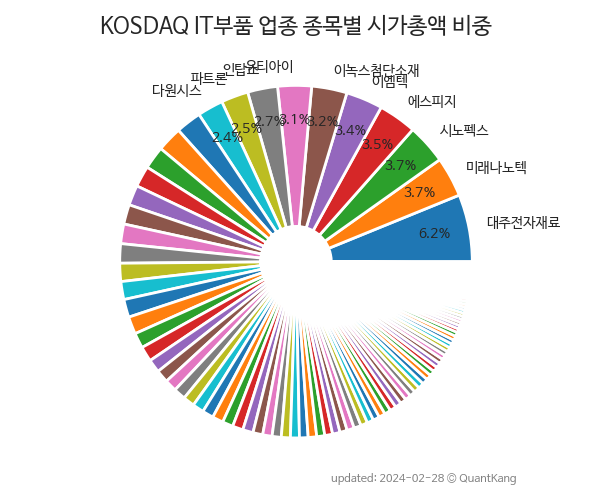 KOSDAQ IT부품 업종 종목별 시가총액 비중
대주전자재료
6.2%
미래나노텍
3.7%
시노펙스
3.7%
에스피지
3.5%
이엠텍
3.4%
이녹스첨단소재
3.2%
유티아이
3.1%
인탑스
2.7%
파트론
2.5%
다원시스
2.4%
updated: 2024-02-28 © QuantKang